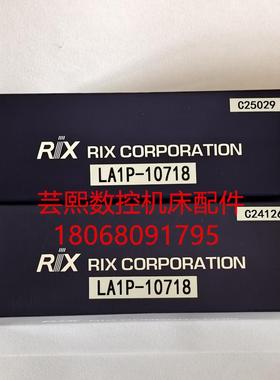 C25029
RiX RIX CORPORATION
LA1P-10718
芸熙数控机床配件
18068091795
C24126
RiX RIX CORPORATION
LA1P-10718